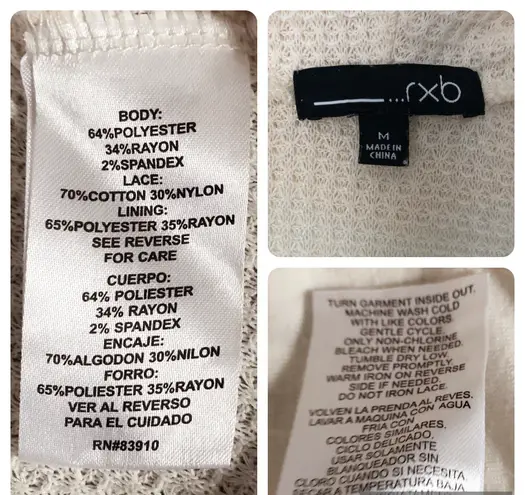 BODY:
64%POLYESTER
34%RAYON
2%SPANDEX
LACE:
70%COTTON 30%NYLON
LINING:
65%POLYESTER 35%RAYON
SEE REVERSE
FOR CARE
CUERPO:
64% POLIESTER
34% RAYON
2% SPANDEX
ENCAJE:
70%ALGODON 30%NILON
FORRO:
65%POLIESTER 35%RAYON
VER AL REVERSO
PARA EL CUIDADO
RN#83910
...rxb
M
MADE IN
CHINA
TURN GARMENT INSIDE OUT.
MACHINE WASH COLD
WITH LIKE COLORS.
GENTLE CYCLE.
ONLY NON-CHLORINE
BLEACH WHEN NEEDED.
TUMBLE DRY LOW.
REMOVE PROMPTLY.
WARM IRON ON REVERSE
SIDE IF NEEDED.
DO NOT IRON LACE.
VOLVEN LA PRENDA AL REVES.
LAVAR A MAQUINA CON AGUA
FRIA CON
COLORES SIMILARES,
CICLO DELICADO,
USAR SOLAMENTE
BLANQUEADOR SIN
CLORO CUANDO SI NECESITA
SECAR A TEMPERATURA BAJA